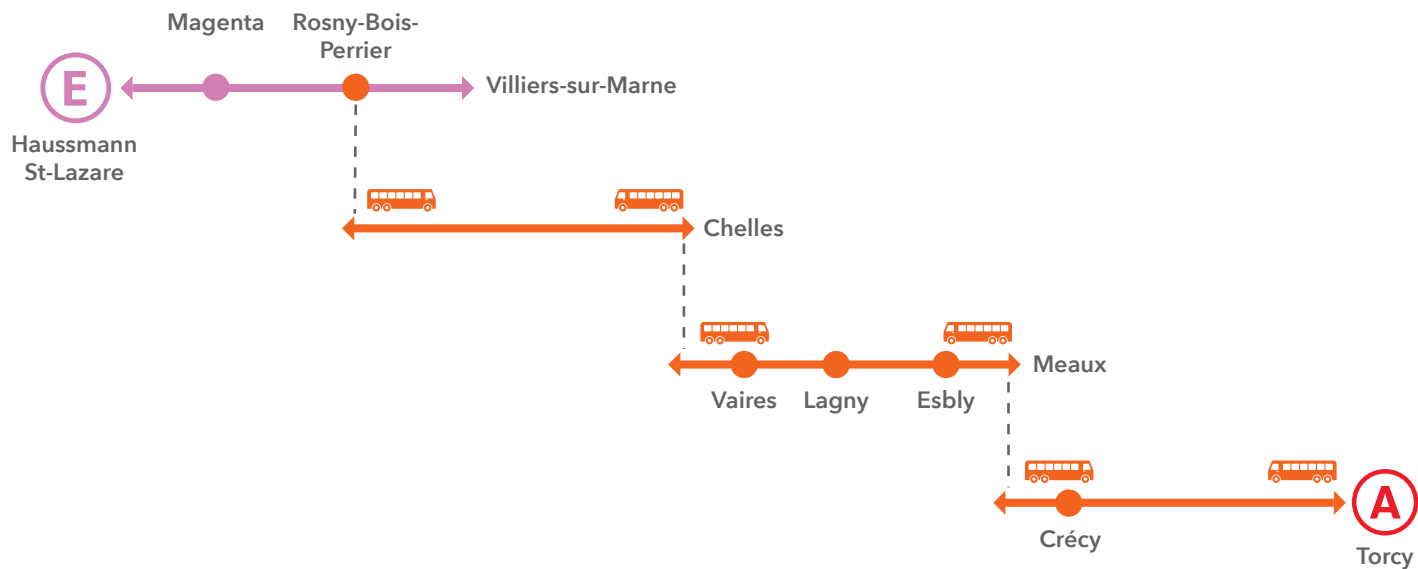 Magenta
Rosny-Bois-
Perrier
E
Villiers-sur-Marne
Haussmann
St-Lazare
Chelles
Meaux
Vaires
Lagny
Esbly
A
Crécy
Torcy